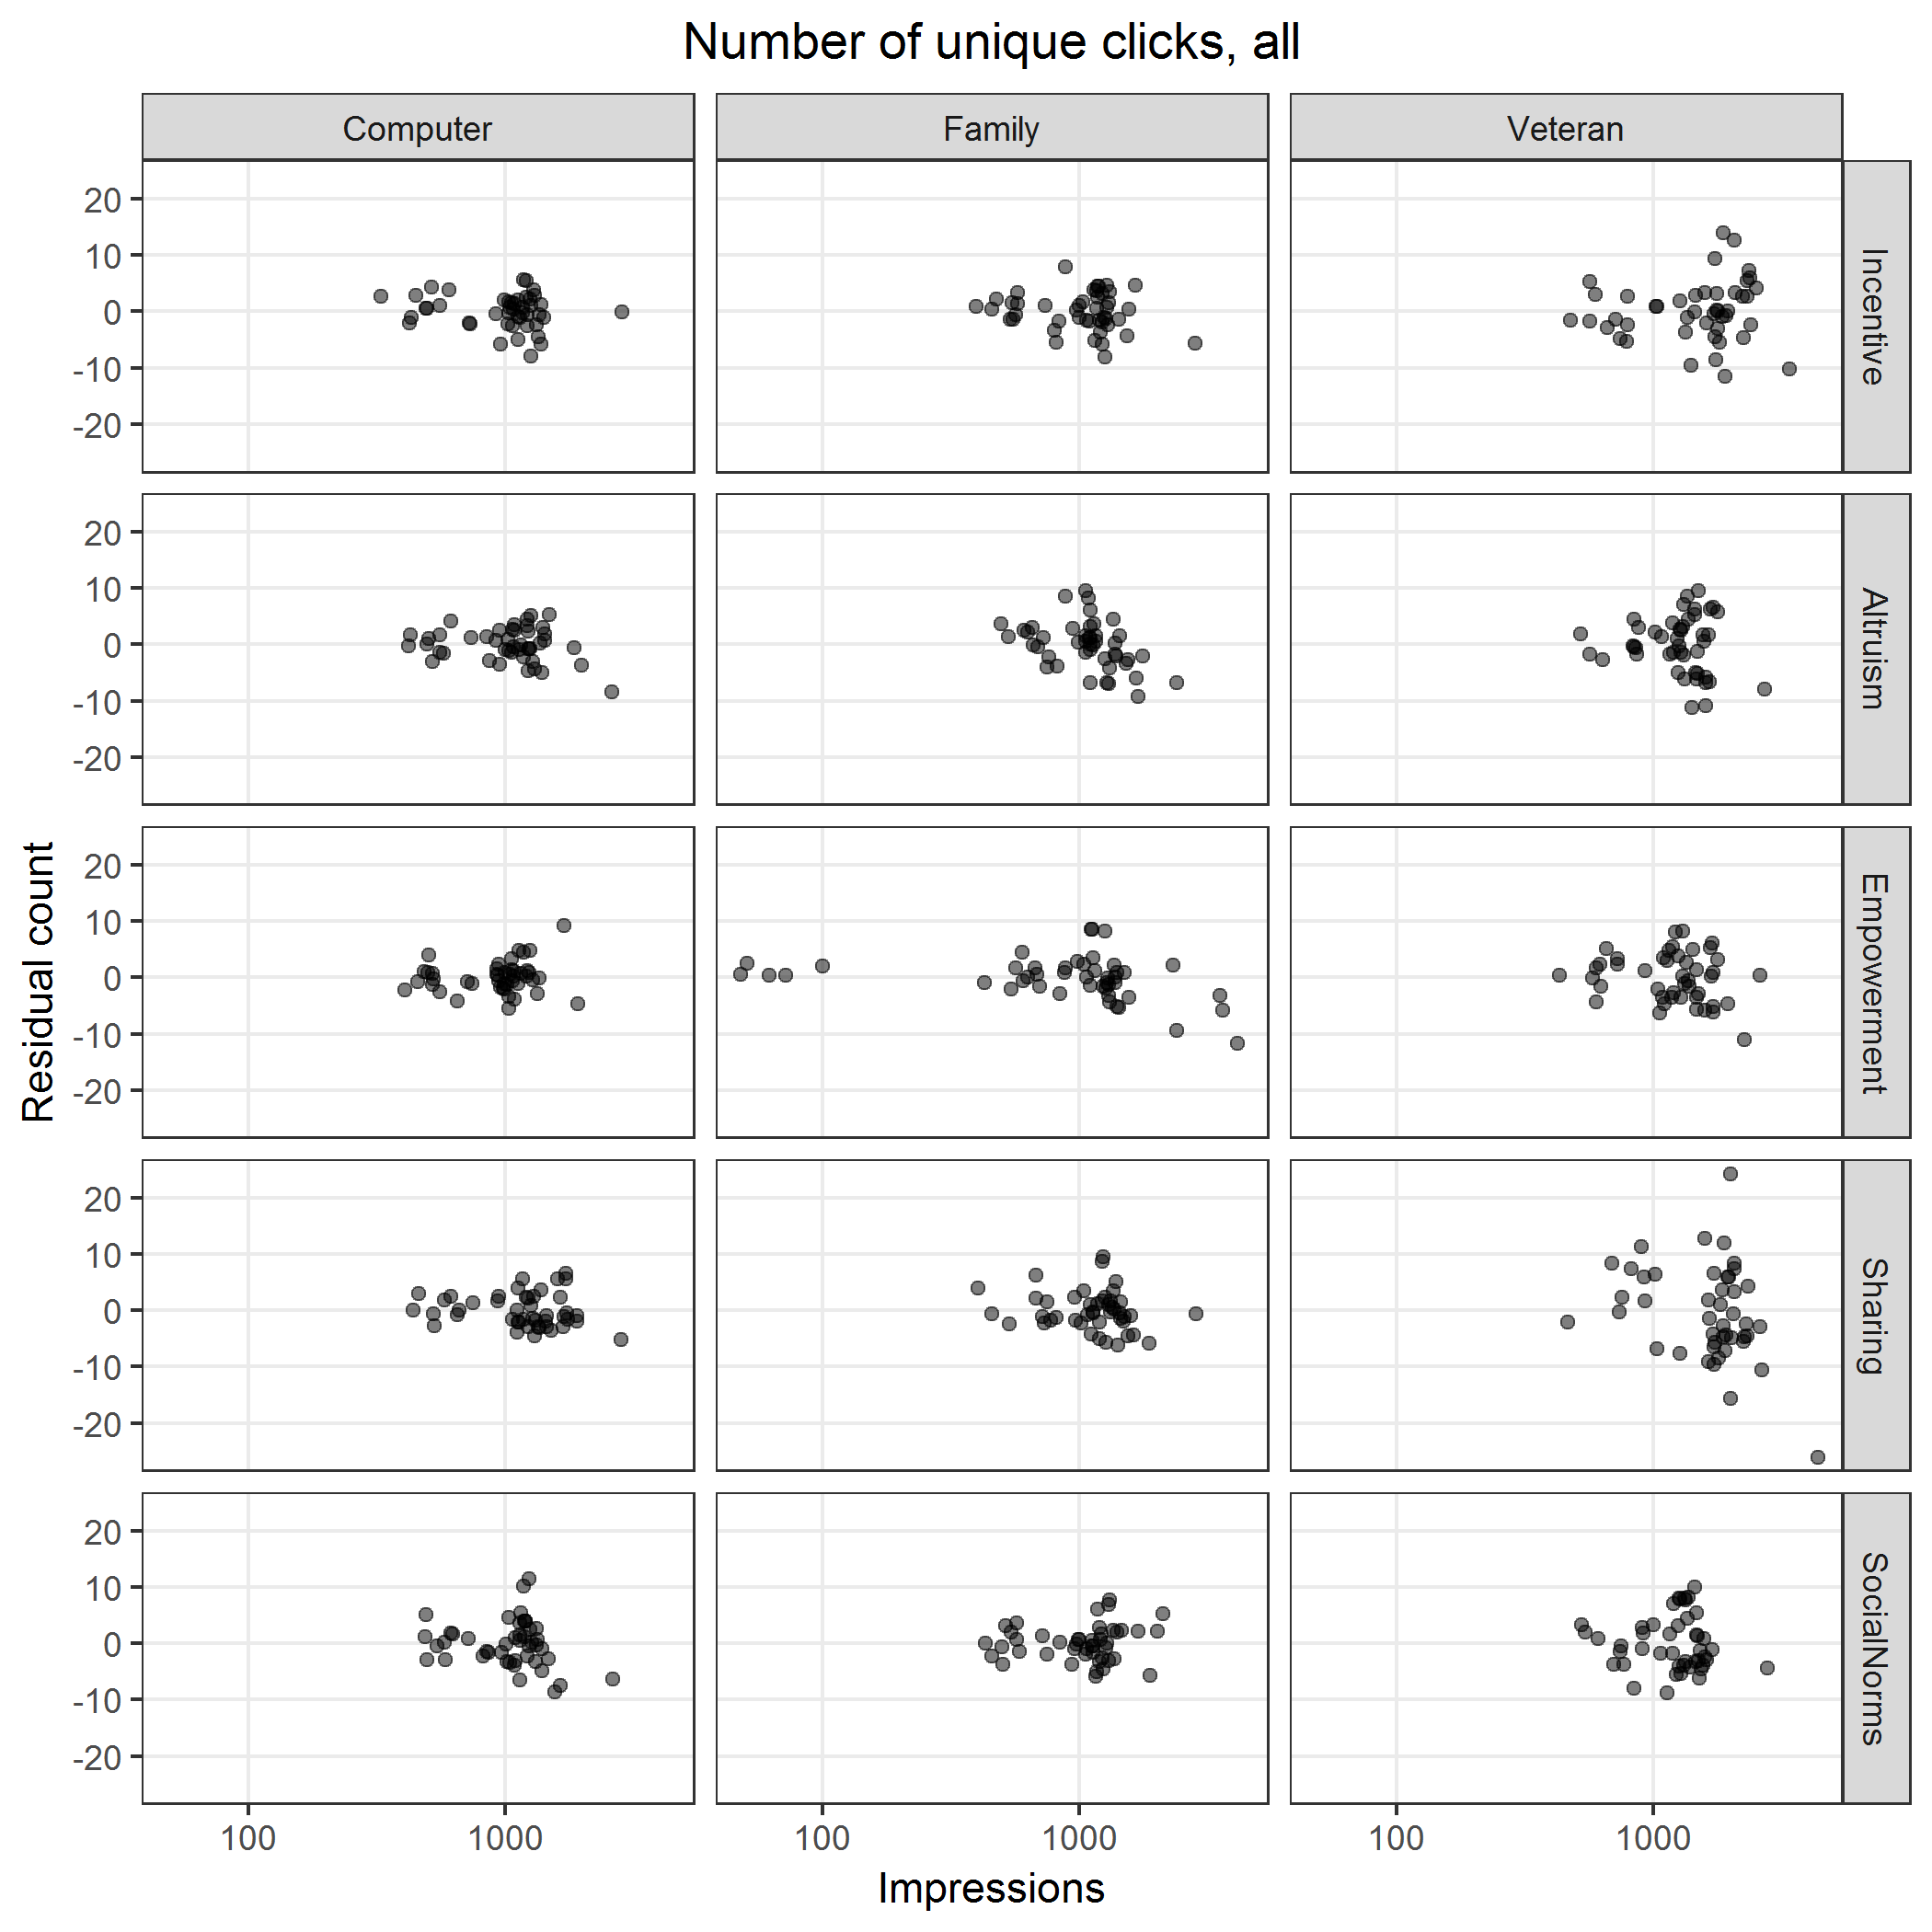 Number of unique clicks, all
Computer Family Veteran
20
10
0
-10
-20
Incentive
20
10
0
-10
-20
Altruism
Residual count
20
10
0
-10
-20
Empowerment
20
10
0
-10
-20
Sharing
20
10
0
-10
-20
SocialNorms
100 1000 100 1000 100 1000
Impressions